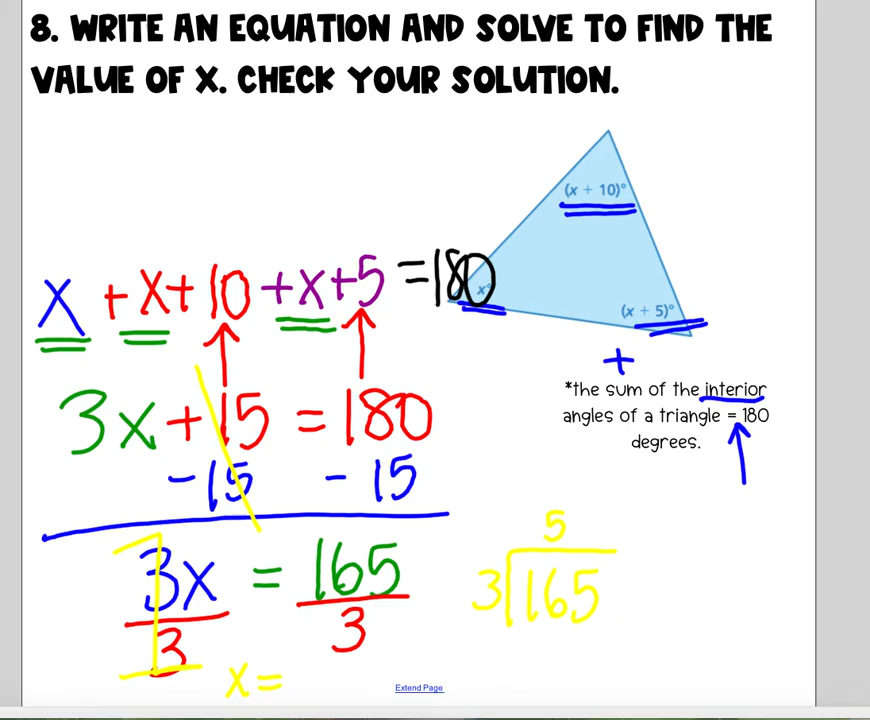 8. WRITE AN EQUATION AND SOLVE TO FIND THE
VALUE OF X. CHECK YOUR SOLUTION.
(x + 10)°
x + x + 10 + x + 5 = 180
x°
(x + 5)°
+
*the sum of the interior
angles of a triangle = 180
degrees.
3x + 15 = 180
- 15 - 15
3x = 165
3 3
5
3 165
x =
Extend Page